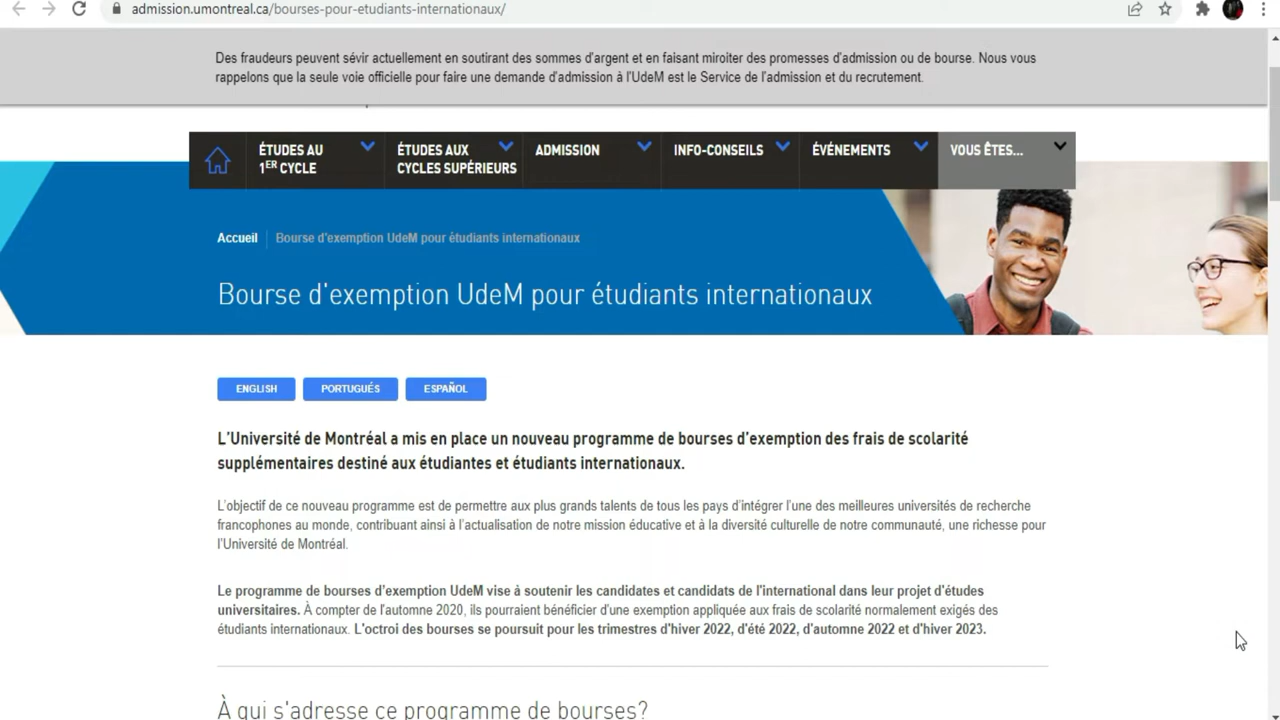 admission.umontreal.ca/bourses-pour-etudiants-internationaux/
Des fraudeurs peuvent sévir actuellement en soutirant des sommes d'argent et en faisant miroiter des promesses d'admission ou de bourse. Nous vous
rappelons que la seule voie officielle pour faire une demande d'admission à l'UdeM est le Service de l'admission et du recrutement.
ÉTUDES AU
1ER CYCLE
ÉTUDES AUX
CYCLES SUPÉRIEURS
ADMISSION
INFO-CONSEILS
ÉVÉNEMENTS
VOUS ÊTES...
Accueil
Bourse d'exemption UdeM pour étudiants internationaux
Bourse d'exemption UdeM pour étudiants internationaux
ENGLISH
PORTUGUÉS
ESPAÑOL
L'Université de Montréal a mis en place un nouveau programme de bourses d'exemption des frais de scolarité
supplémentaires destiné aux étudiantes et étudiants internationaux.
L'objectif de ce nouveau programme est de permettre aux plus grands talents de tous les pays d'intégrer l'une des meilleures universités de recherche
francophones au monde, contribuant ainsi à l'actualisation de notre mission éducative et à la diversité culturelle de notre communauté, une richesse pour
l'Université de Montréal.
Le programme de bourses d'exemption UdeM vise à soutenir les candidates et candidats de l'international dans leur projet d'études
universitaires. À compter de l'automne 2020, ils pourraient bénéficier d'une exemption appliquée aux frais de scolarité normalement exigés des
étudiants internationaux. L'octroi des bourses se poursuit pour les trimestres d'hiver 2022, d'été 2022, d'automne 2022 et d'hiver 2023.
À qui s'adresse ce programme de bourses?